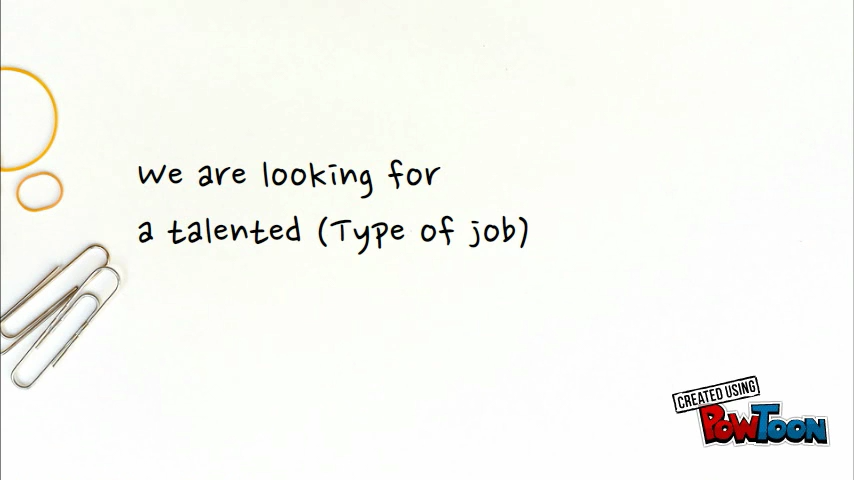 We are looking for
a talented (Type of job)
CREATED USING
PowToon